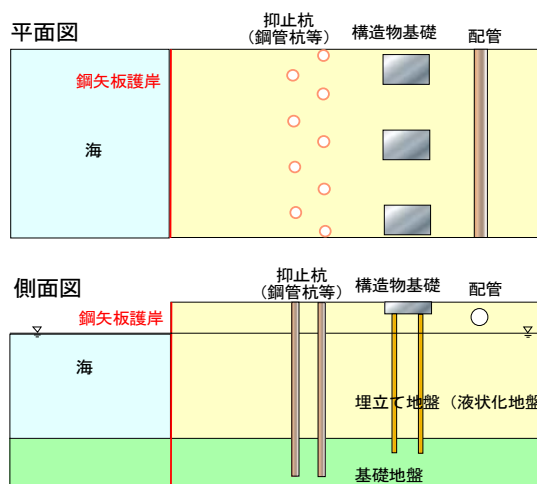 平面図
抑止杭
(鋼管杭等)
構造物基礎
配管
鋼矢板護岸
海
側面図
抑止杭
(鋼管杭等)
構造物基礎
配管
鋼矢板護岸
海
埋立て地盤（液状化地盤
基礎地盤